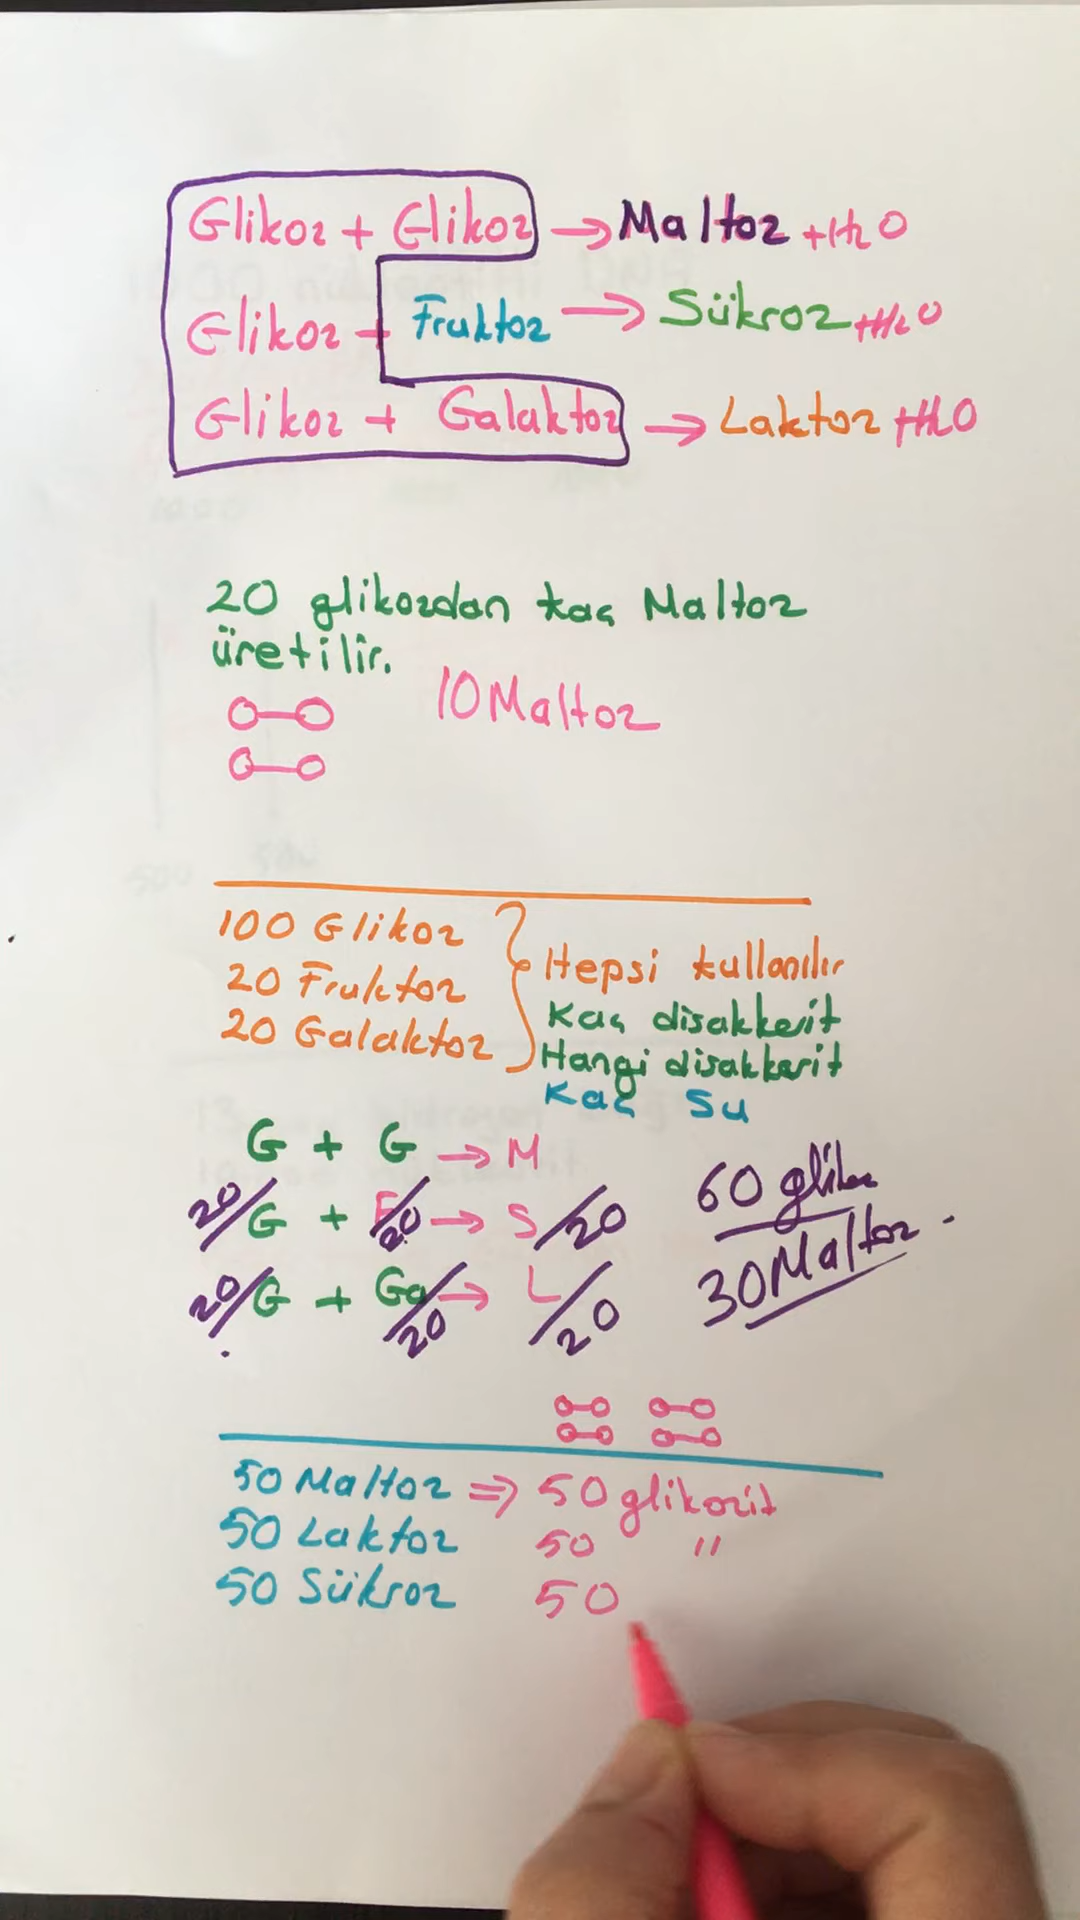 Glikoz + Glikoz → Maltoz + H2O
Glikoz + Fruktoz → Sükroz + H2O
Glikoz + Galaktoz → Laktoz + H2O
20 glikozdan kaç Maltoz
üretilir.
10 Maltoz
100 Glikoz
20 Fruktoz
20 Galaktoz
Hepsi kullanılır
Kaç disakkarit
Hangi disakkarit
Kaç Su
G + G → M
20/G + F/20 → S/20
20/G + Ga/20 → L/20
60 glikoz
30 Maltoz
50 Maltoz ⇒ 50 glikozit
50 Laktoz 50 "
50 Sükroz 50